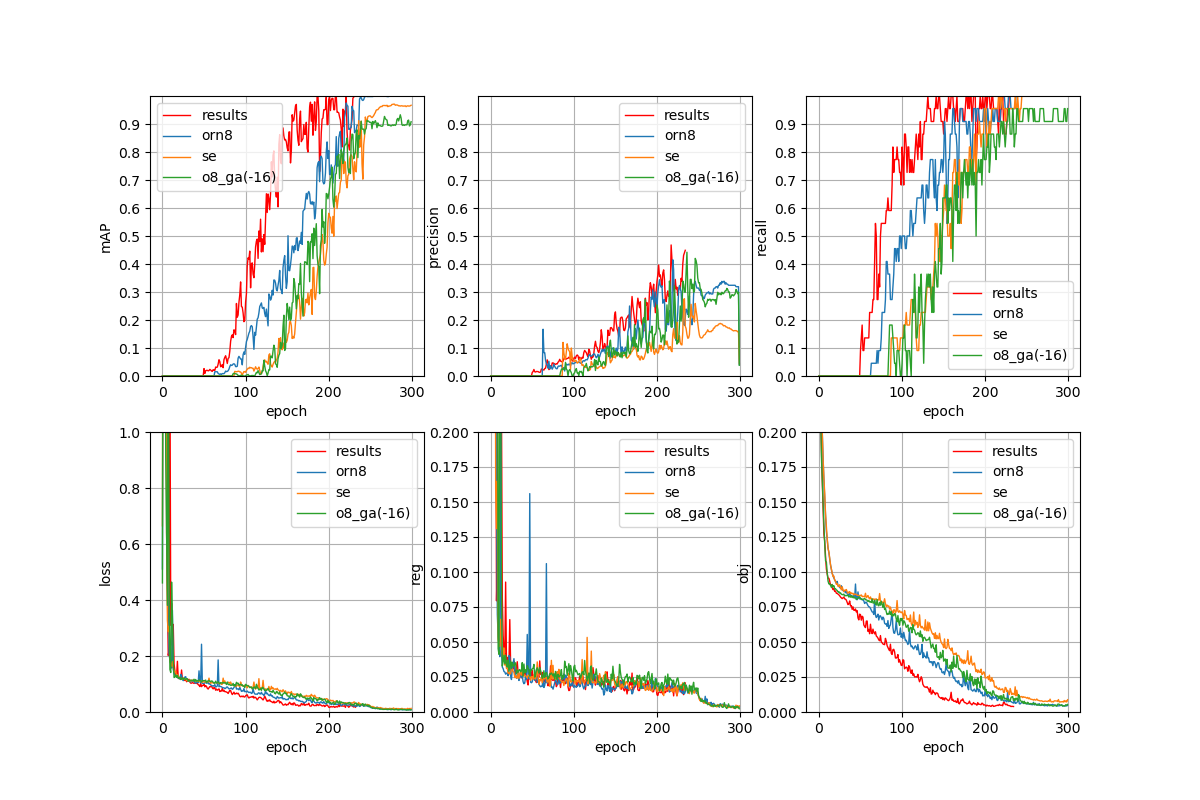 mAP
0.9
0.8
0.7
0.6
0.5
0.4
0.3
0.2
0.1
0.0
results
orn8
se
o8_ga(-16)
0 100 200 300
epoch
precision
0.9
0.8
0.7
0.6
0.5
0.4
0.3
0.2
0.1
0.0
results
orn8
se
o8_ga(-16)
0 100 200 300
epoch
recall
0.9
0.8
0.7
0.6
0.5
0.4
0.3
0.2
0.1
0.0
results
orn8
se
o8_ga(-16)
0 100 200 300
epoch
loss
1.0
0.8
0.6
0.4
0.2
0.0
results
orn8
se
o8_ga(-16)
0 100 200 300
epoch
reg
0.200
0.175
0.150
0.125
0.100
0.075
0.050
0.025
0.000
results
orn8
se
o8_ga(-16)
0 100 200 300
epoch
obj
0.200
0.175
0.150
0.125
0.100
0.075
0.050
0.025
0.000
results
orn8
se
o8_ga(-16)
0 100 200 300
epoch